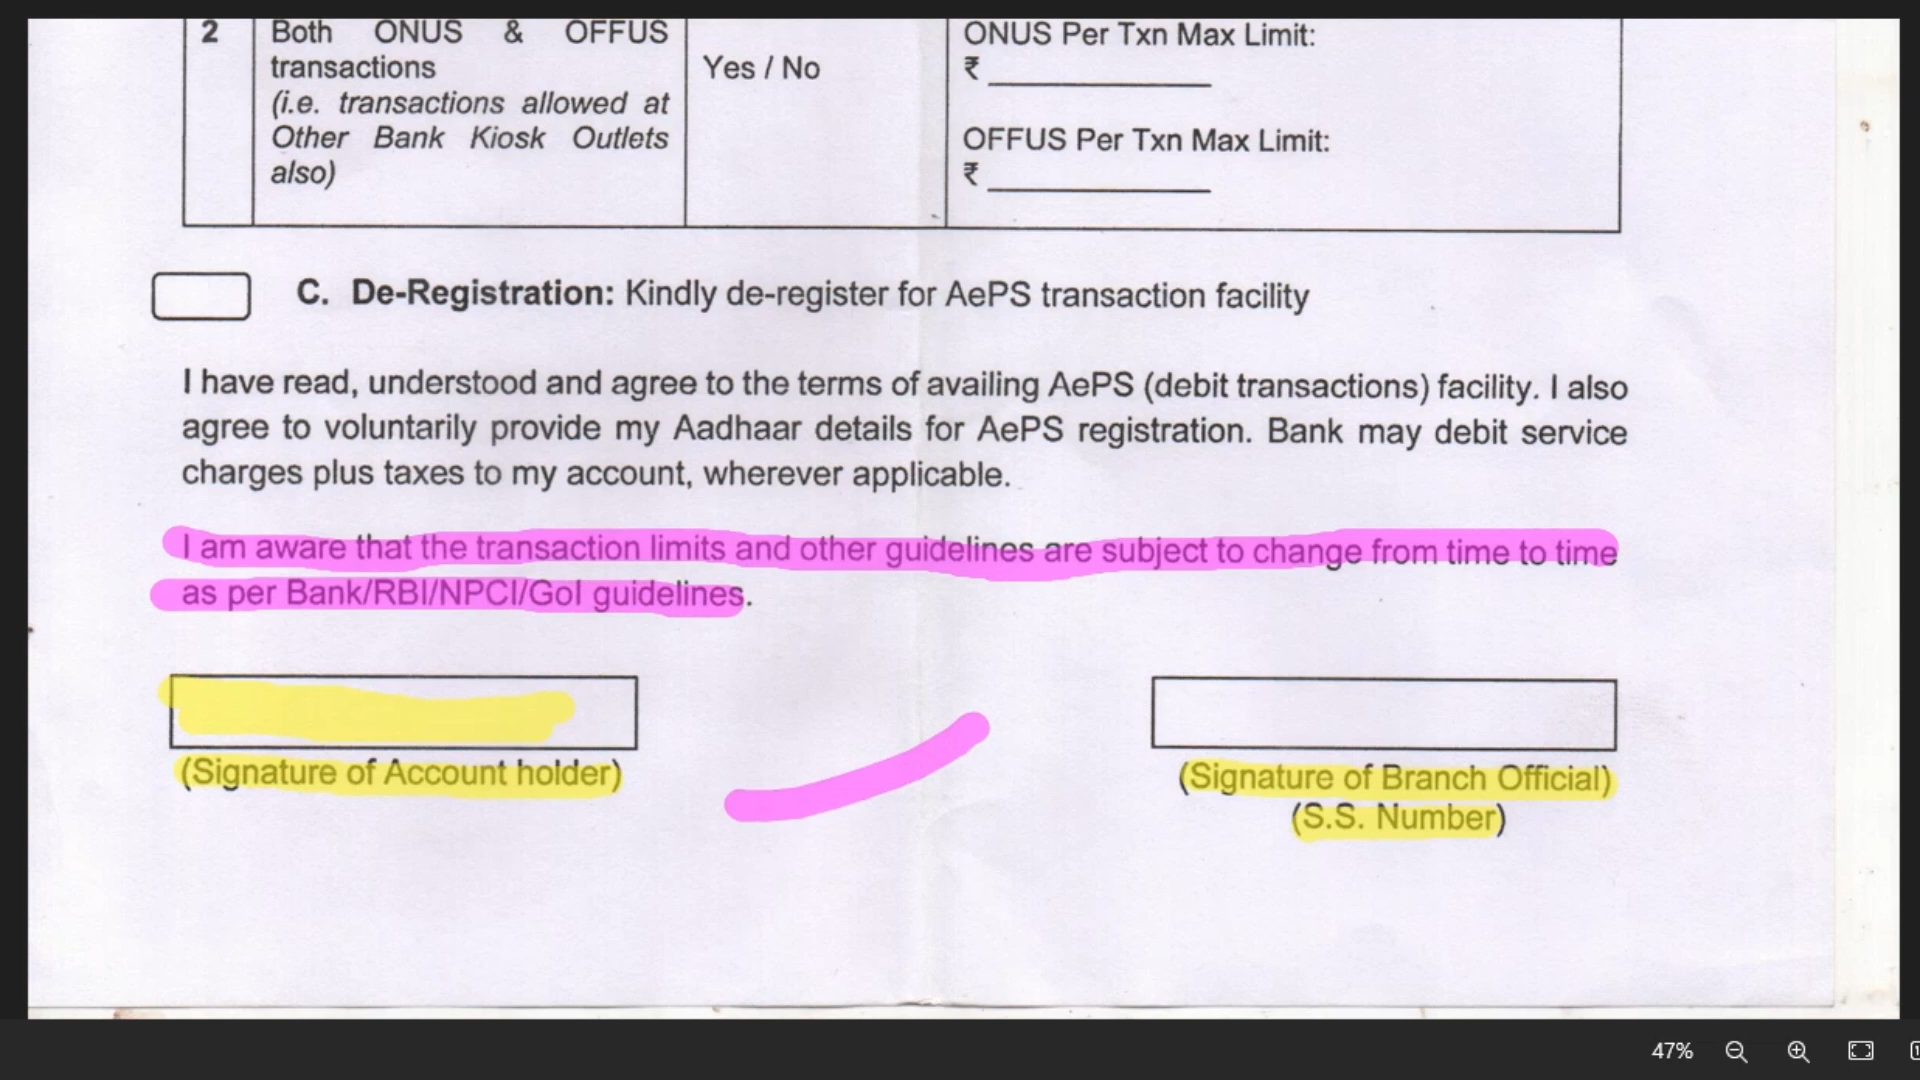 2 Both ONUS & OFFUS
transactions
(i.e. transactions allowed at
Other Bank Kiosk Outlets
also)
Yes / No
ONUS Per Txn Max Limit:
₹ ____________
OFFUS Per Txn Max Limit:
₹ ____________
C. De-Registration: Kindly de-register for AePS transaction facility
I have read, understood and agree to the terms of availing AePS (debit transactions) facility. I also
agree to voluntarily provide my Aadhaar details for AePS registration. Bank may debit service
charges plus taxes to my account, wherever applicable.
I am aware that the transaction limits and other guidelines are subject to change from time to time
as per Bank/RBI/NPCI/GoI guidelines.
(Signature of Account holder)
(Signature of Branch Official)
(S.S. Number)
47%